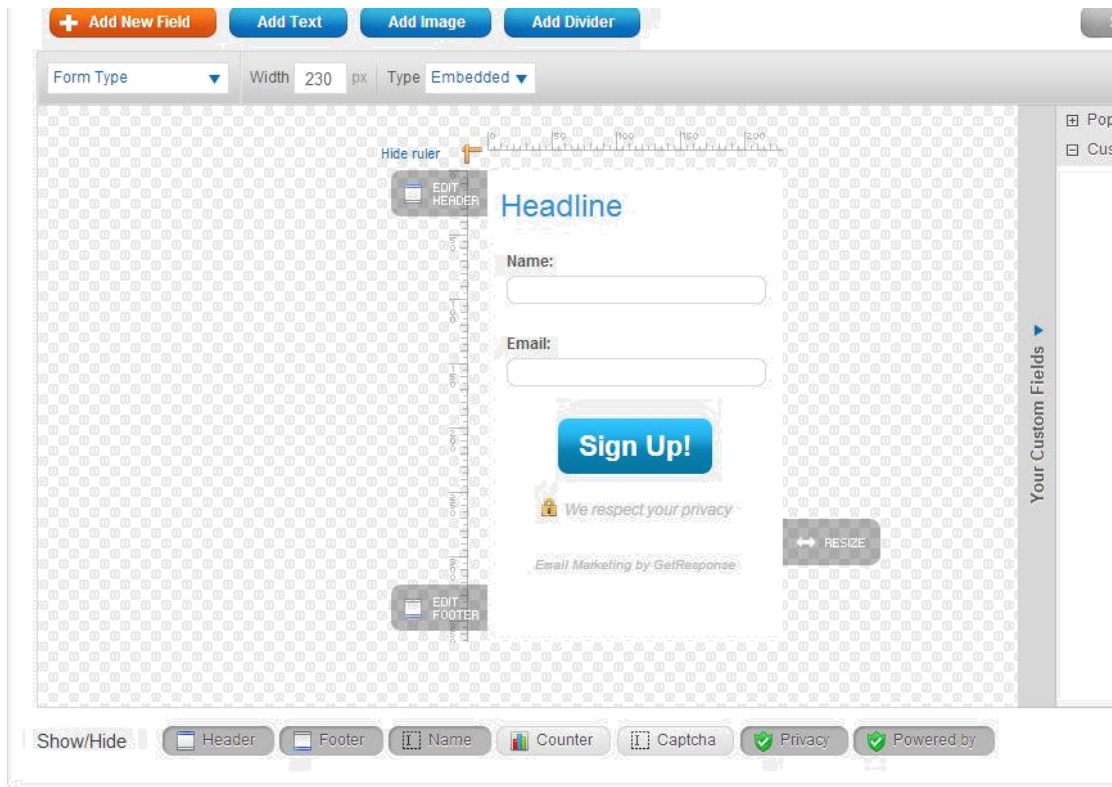 Add New Field Add Text Add Image Add Divider
Form Type Width 230 px Type Embedded
Pop
Cus
Hide ruler 0 50 100 150 200
EDIT HEADER
Headline
Name:
Email:
Sign Up!
We respect your privacy
RESIZE
Email Marketing by GetResponse
EDIT FOOTER
Your Custom Fields
Show/Hide Header Footer Name Counter Captcha Privacy Powered by